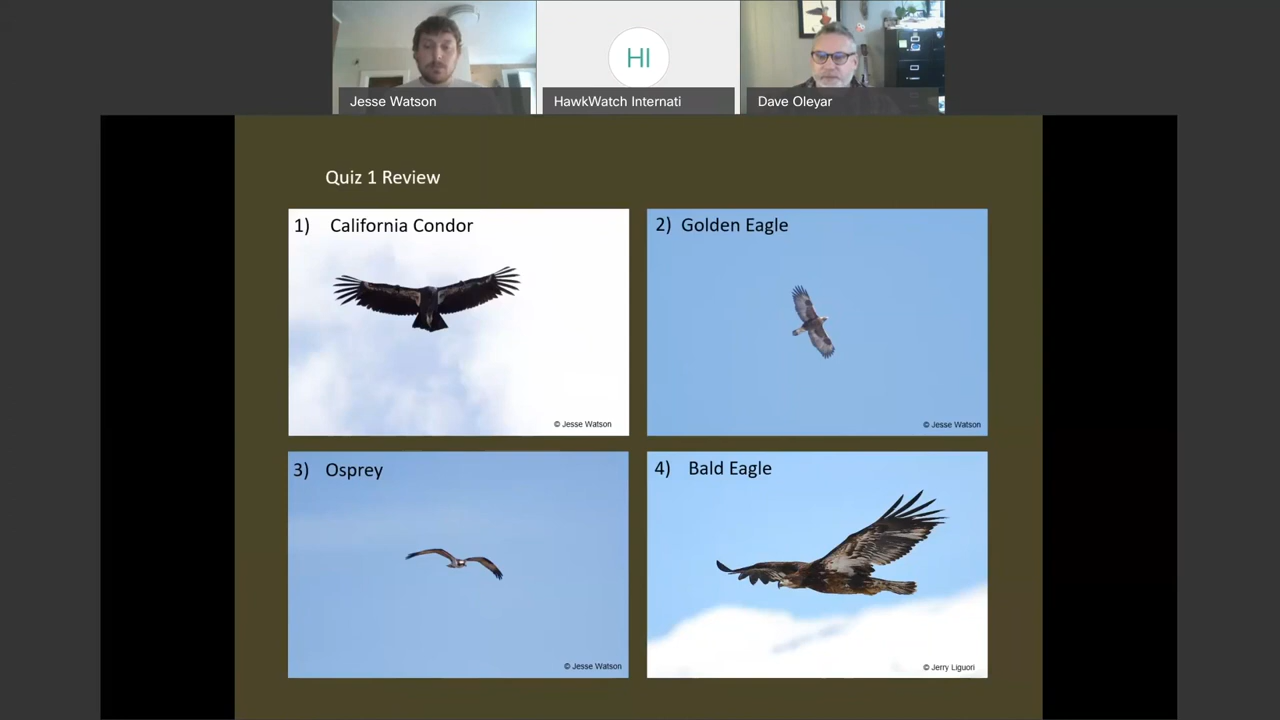 HI
Jesse Watson
HawkWatch Internati
Dave Oleyar
Quiz 1 Review
1) California Condor
© Jesse Watson
2) Golden Eagle
© Jesse Watson
3) Osprey
© Jesse Watson
4) Bald Eagle
© Jerry Liguori